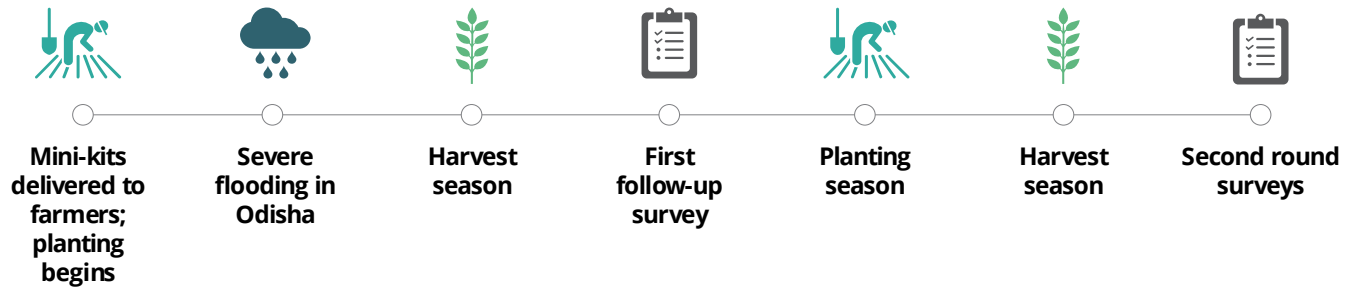 Mini-kits
delivered to
farmers;
planting
begins
Severe
flooding in
Odisha
Harvest
season
First
follow-up
survey
Planting
season
Harvest
season
Second round
surveys